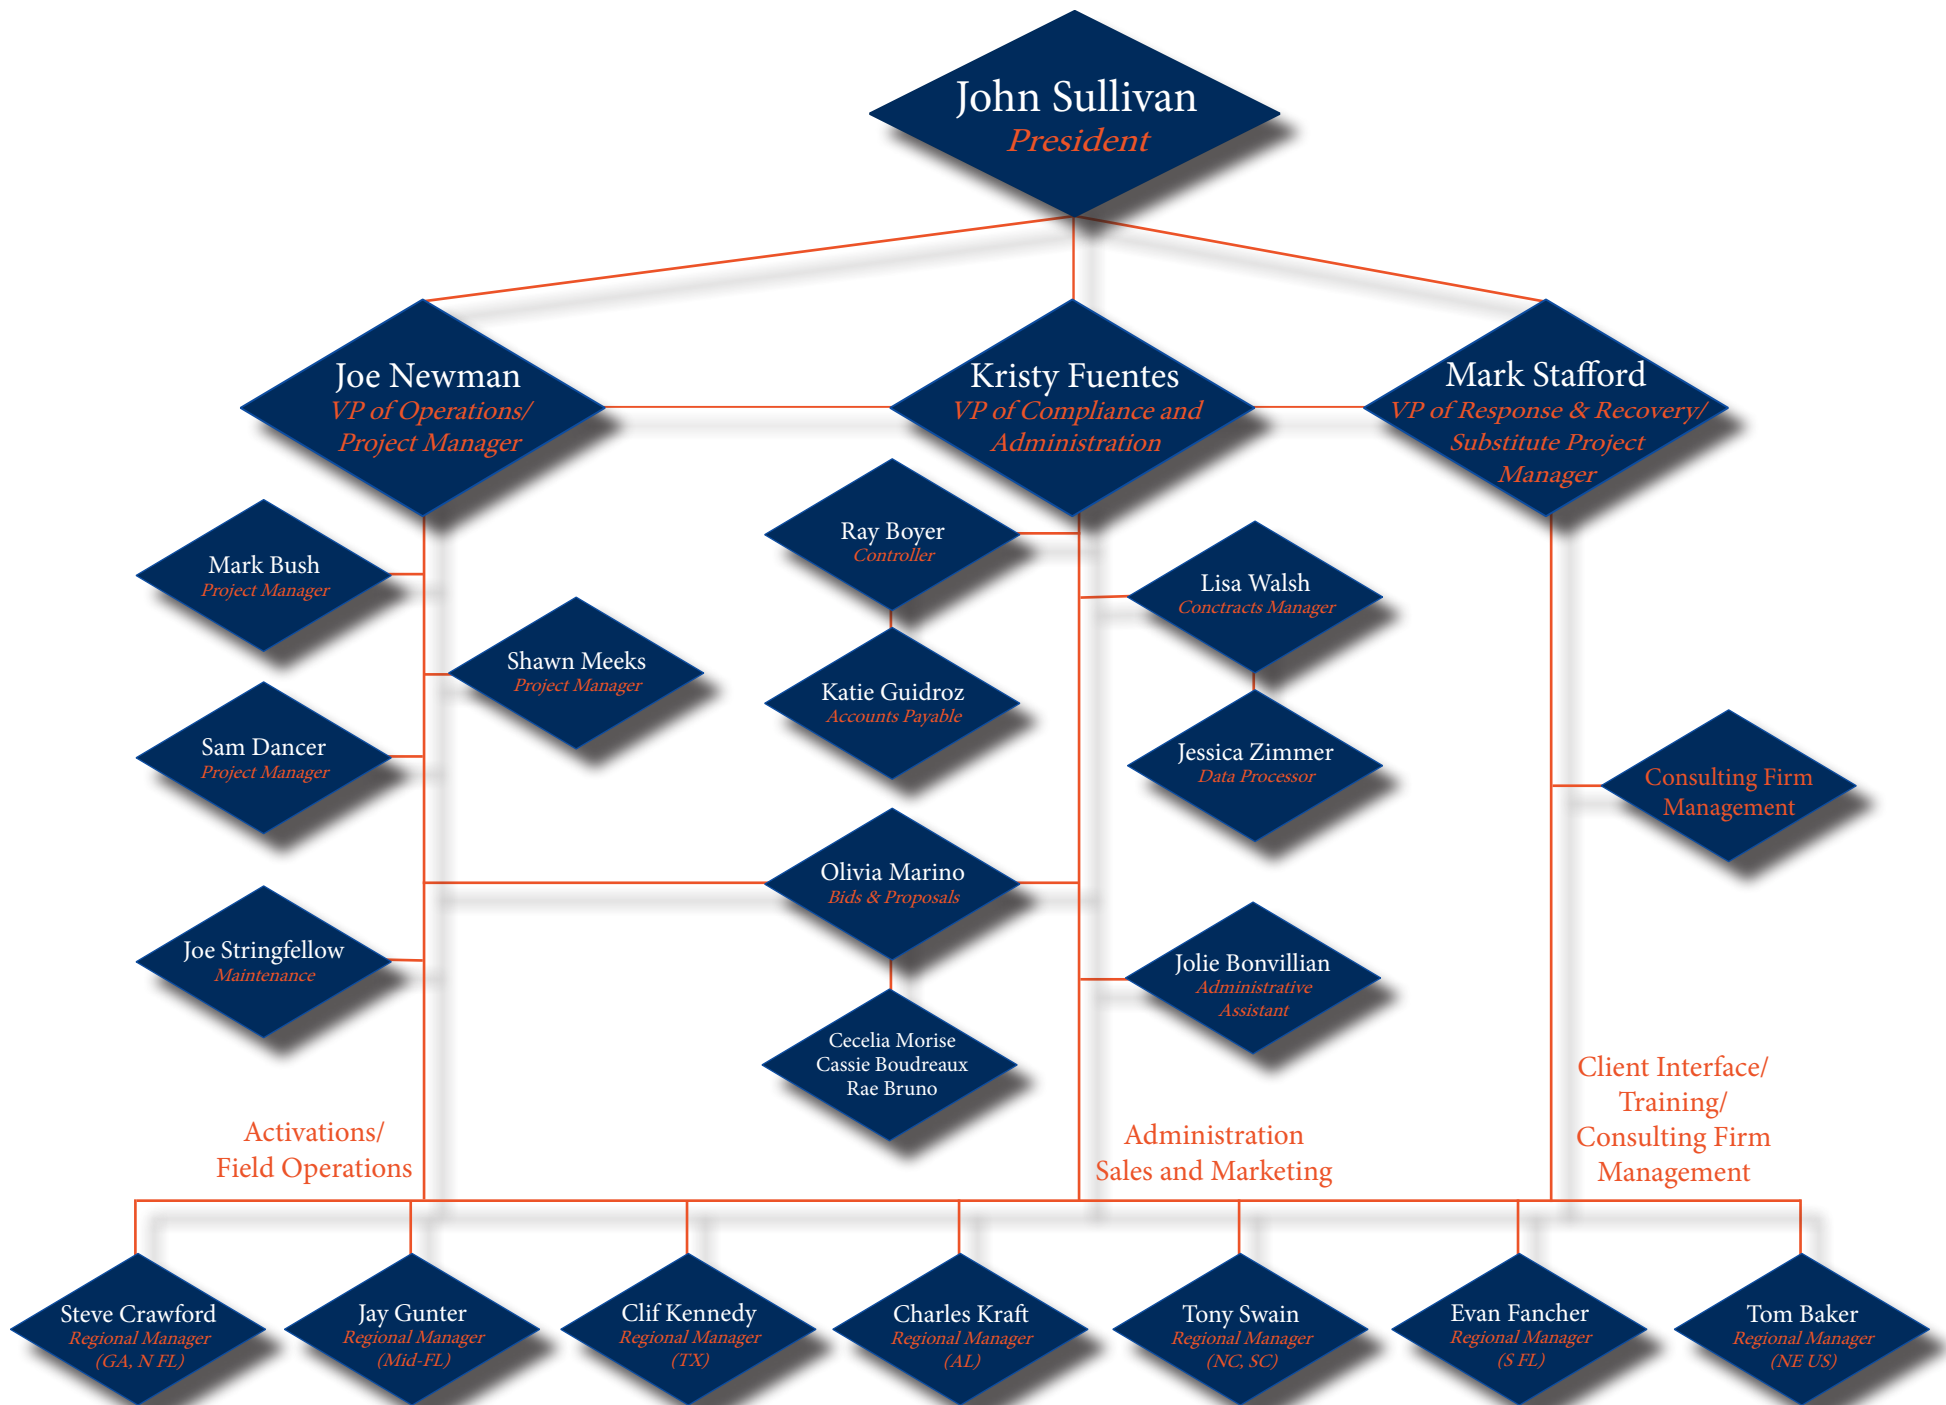 John Sullivan
President
Joe Newman
VP of Operations/
Project Manager
Kristy Fuentes
VP of Compliance and
Administration
Mark Stafford
VP of Response & Recovery/
Substitute Project
Manager
Mark Bush
Project Manager
Shawn Meeks
Project Manager
Sam Dancer
Project Manager
Joe Stringfellow
Maintenance
Ray Boyer
Controller
Katie Guidroz
Accounts Payable
Lisa Walsh
Conctracts Manager
Jessica Zimmer
Data Processor
Olivia Marino
Bids & Proposals
Cecelia Morise
Cassie Boudreaux
Rae Bruno
Jolie Bonvillian
Administrative
Assistant
Consulting Firm
Management
Activations/
Field Operations
Administration
Sales and Marketing
Client Interface/
Training/
Consulting Firm
Management
Steve Crawford
Regional Manager
(GA, N FL)
Jay Gunter
Regional Manager
(Mid-FL)
Clif Kennedy
Regional Manager
(TX)
Charles Kraft
Regional Manager
(AL)
Tony Swain
Regional Manager
(NC, SC)
Evan Fancher
Regional Manager
(S FL)
Tom Baker
Regional Manager
(NE US)